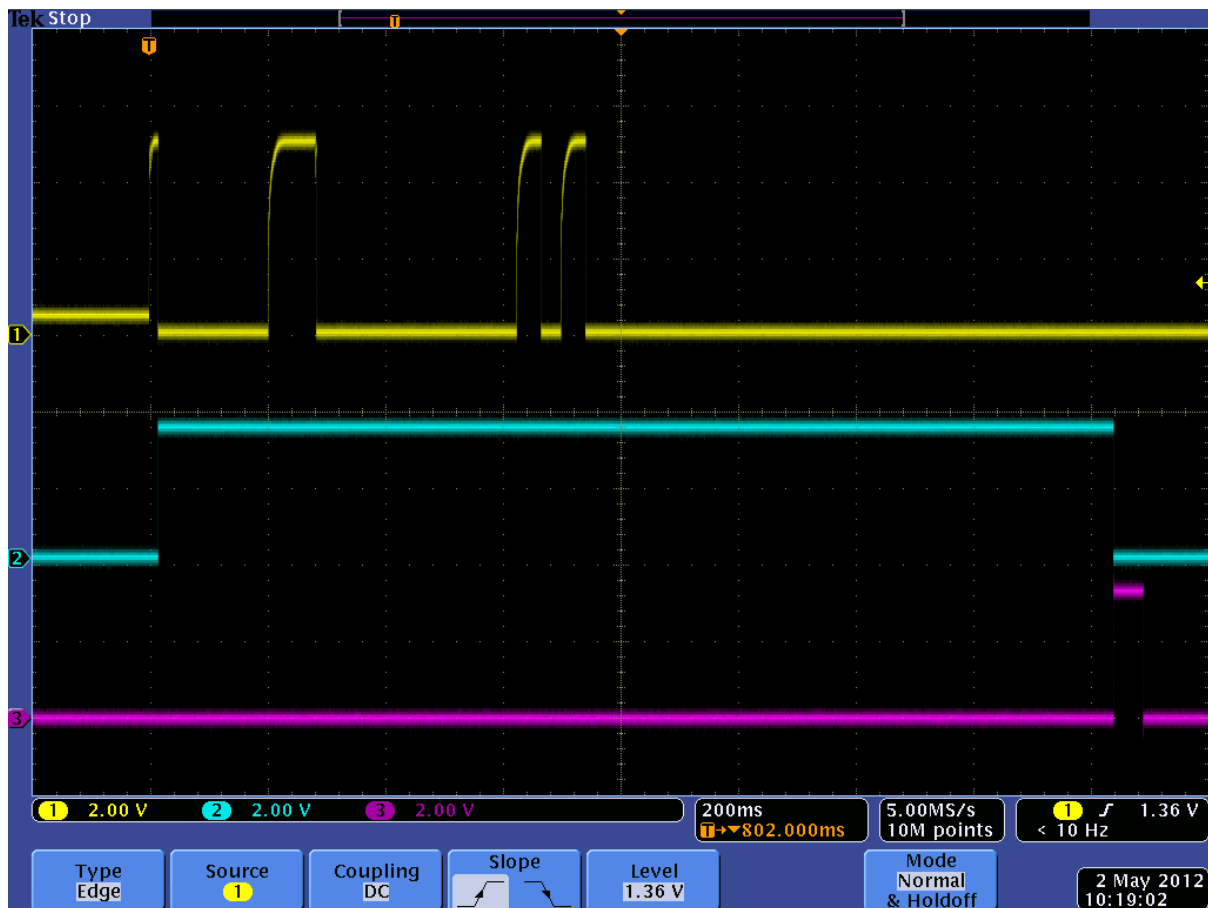 Tek Stop
T
T
1
2
3
1 2.00 V 2 2.00 V 3 2.00 V
200ms
T→▼802.000ms
5.00MS/s
10M points
1 1.36 V
< 10 Hz
Type
Edge
Source
1
Coupling
DC
Slope
Level
1.36 V
Mode
Normal
& Holdoff
2 May 2012
10:19:02